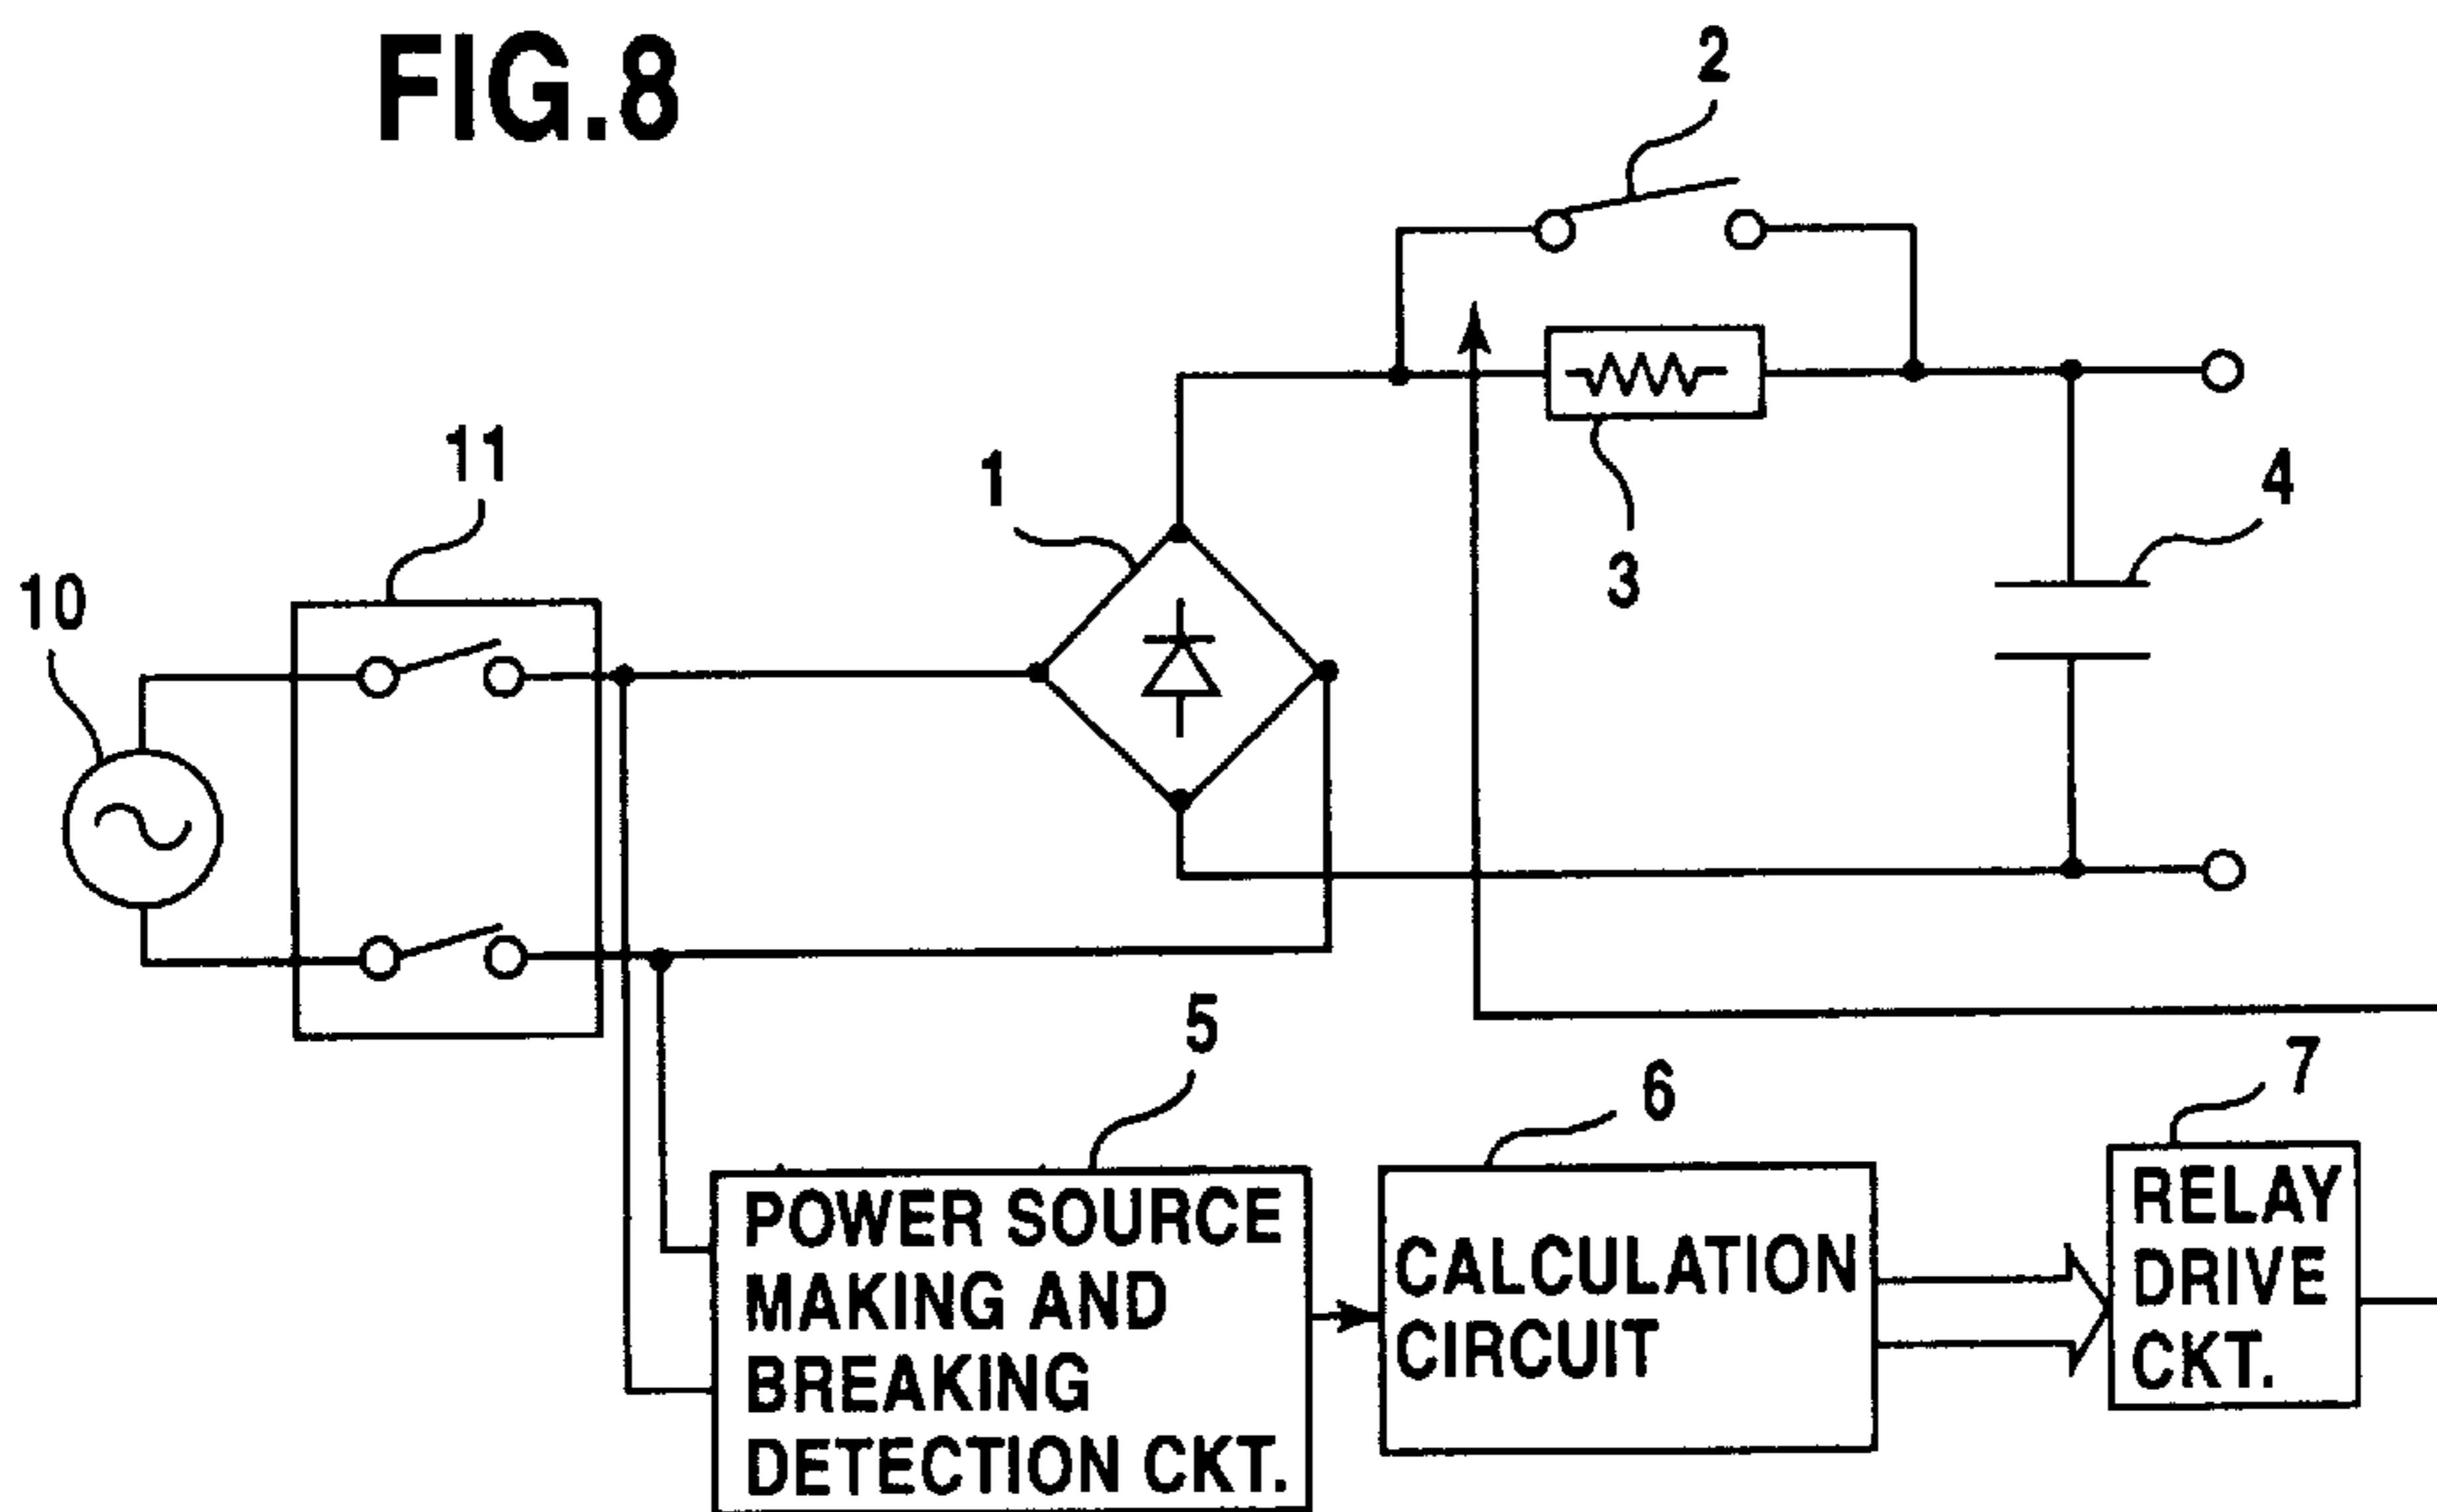 FIG.8
2
11
1
4
10
3
5
6
7
POWER SOURCE
MAKING AND
BREAKING
DETECTION CKT.
CALCULATION
CIRCUIT
RELAY
DRIVE
CKT.